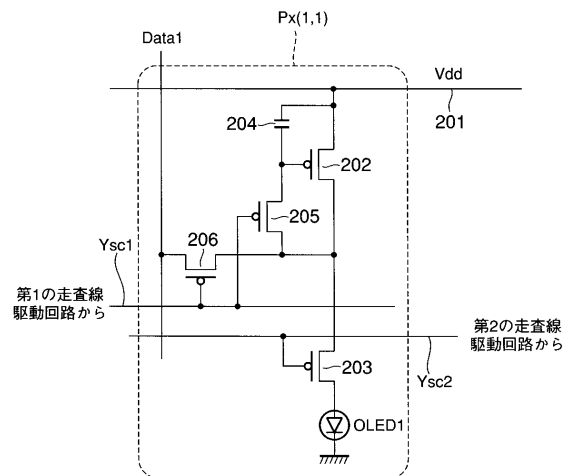 Px(1,1)
Data1
Vdd
201
204
202
205
206
Ysc1
第1の走査線
駆動回路から
第2の走査線
駆動回路から
203
Ysc2
OLED1